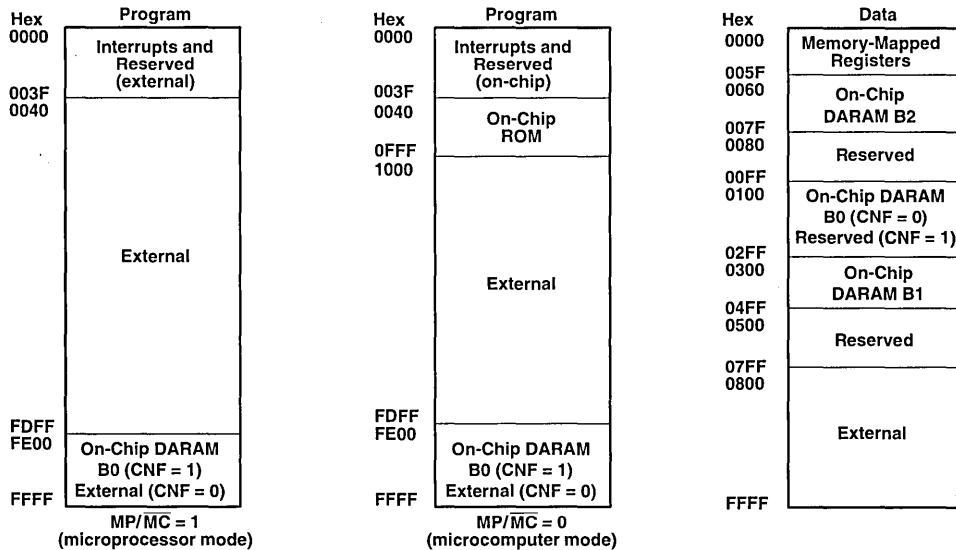 Hex
Program
0000
Interrupts and
Reserved
(external)
003F
0040
External
FDFF
FE00
On-Chip DARAM
B0 (CNF = 1)
External (CNF = 0)
FFFF
MP/MC = 1
(microprocessor mode)
Hex
Program
0000
Interrupts and
Reserved
(on-chip)
003F
0040
On-Chip
ROM
0FFF
1000
External
FDFF
FE00
On-Chip DARAM
B0 (CNF = 1)
External (CNF = 0)
FFFF
MP/MC = 0
(microcomputer mode)
Hex
Data
0000
Memory-Mapped
Registers
005F
0060
On-Chip
DARAM B2
007F
0080
Reserved
00FF
0100
On-Chip DARAM
B0 (CNF = 0)
Reserved (CNF = 1)
02FF
0300
On-Chip
DARAM B1
04FF
0500
Reserved
07FF
0800
External
FFFF